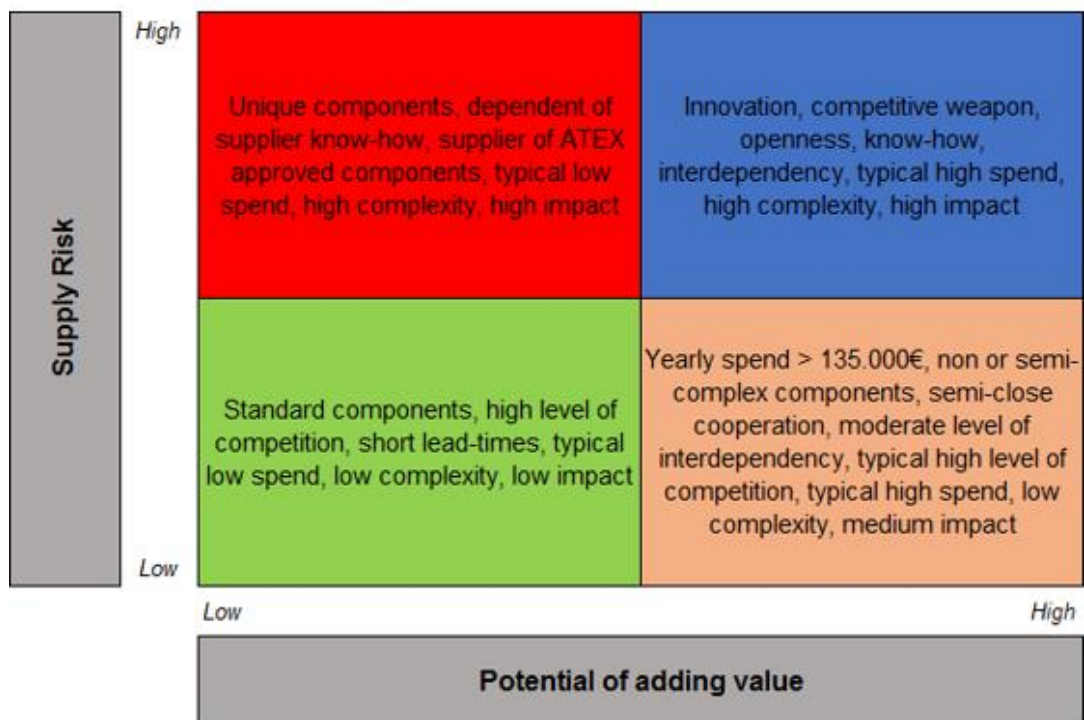 High
Supply Risk
Low
Unique components, dependent of
supplier know-how, supplier of ATEX
approved components, typical low
spend, high complexity, high impact
Innovation, competitive weapon,
openness, know-how,
interdependency, typical high spend,
high complexity, high impact
Standard components, high level of
competition, short lead-times, typical
low spend, low complexity, low impact
Yearly spend > 135.000€, non or semi-
complex components, semi-close
cooperation, moderate level of
interdependency, typical high level of
competition, typical high spend, low
complexity, medium impact
Low
High
Potential of adding value